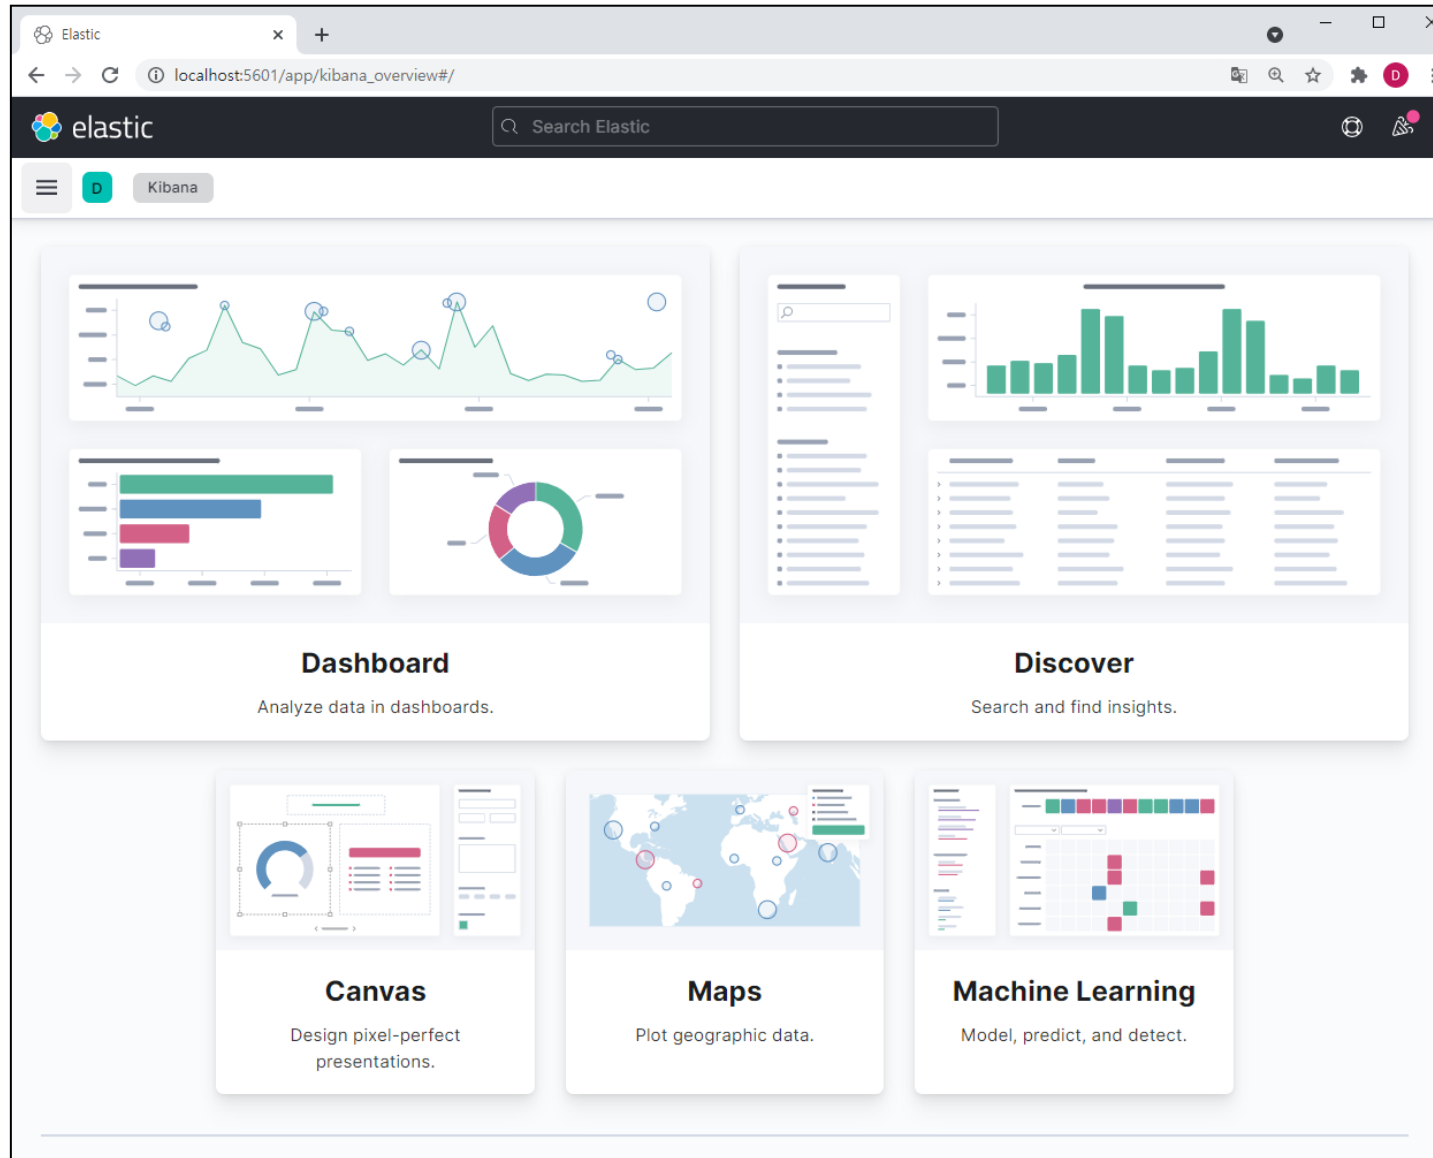 Elastic
localhost:5601/app/kibana_overview#/
D
elastic
Search Elastic
D
Kibana
Dashboard
Analyze data in dashboards.
Discover
Search and find insights.
Canvas
Design pixel-perfect
presentations.
Maps
Plot geographic data.
Machine Learning
Model, predict, and detect.